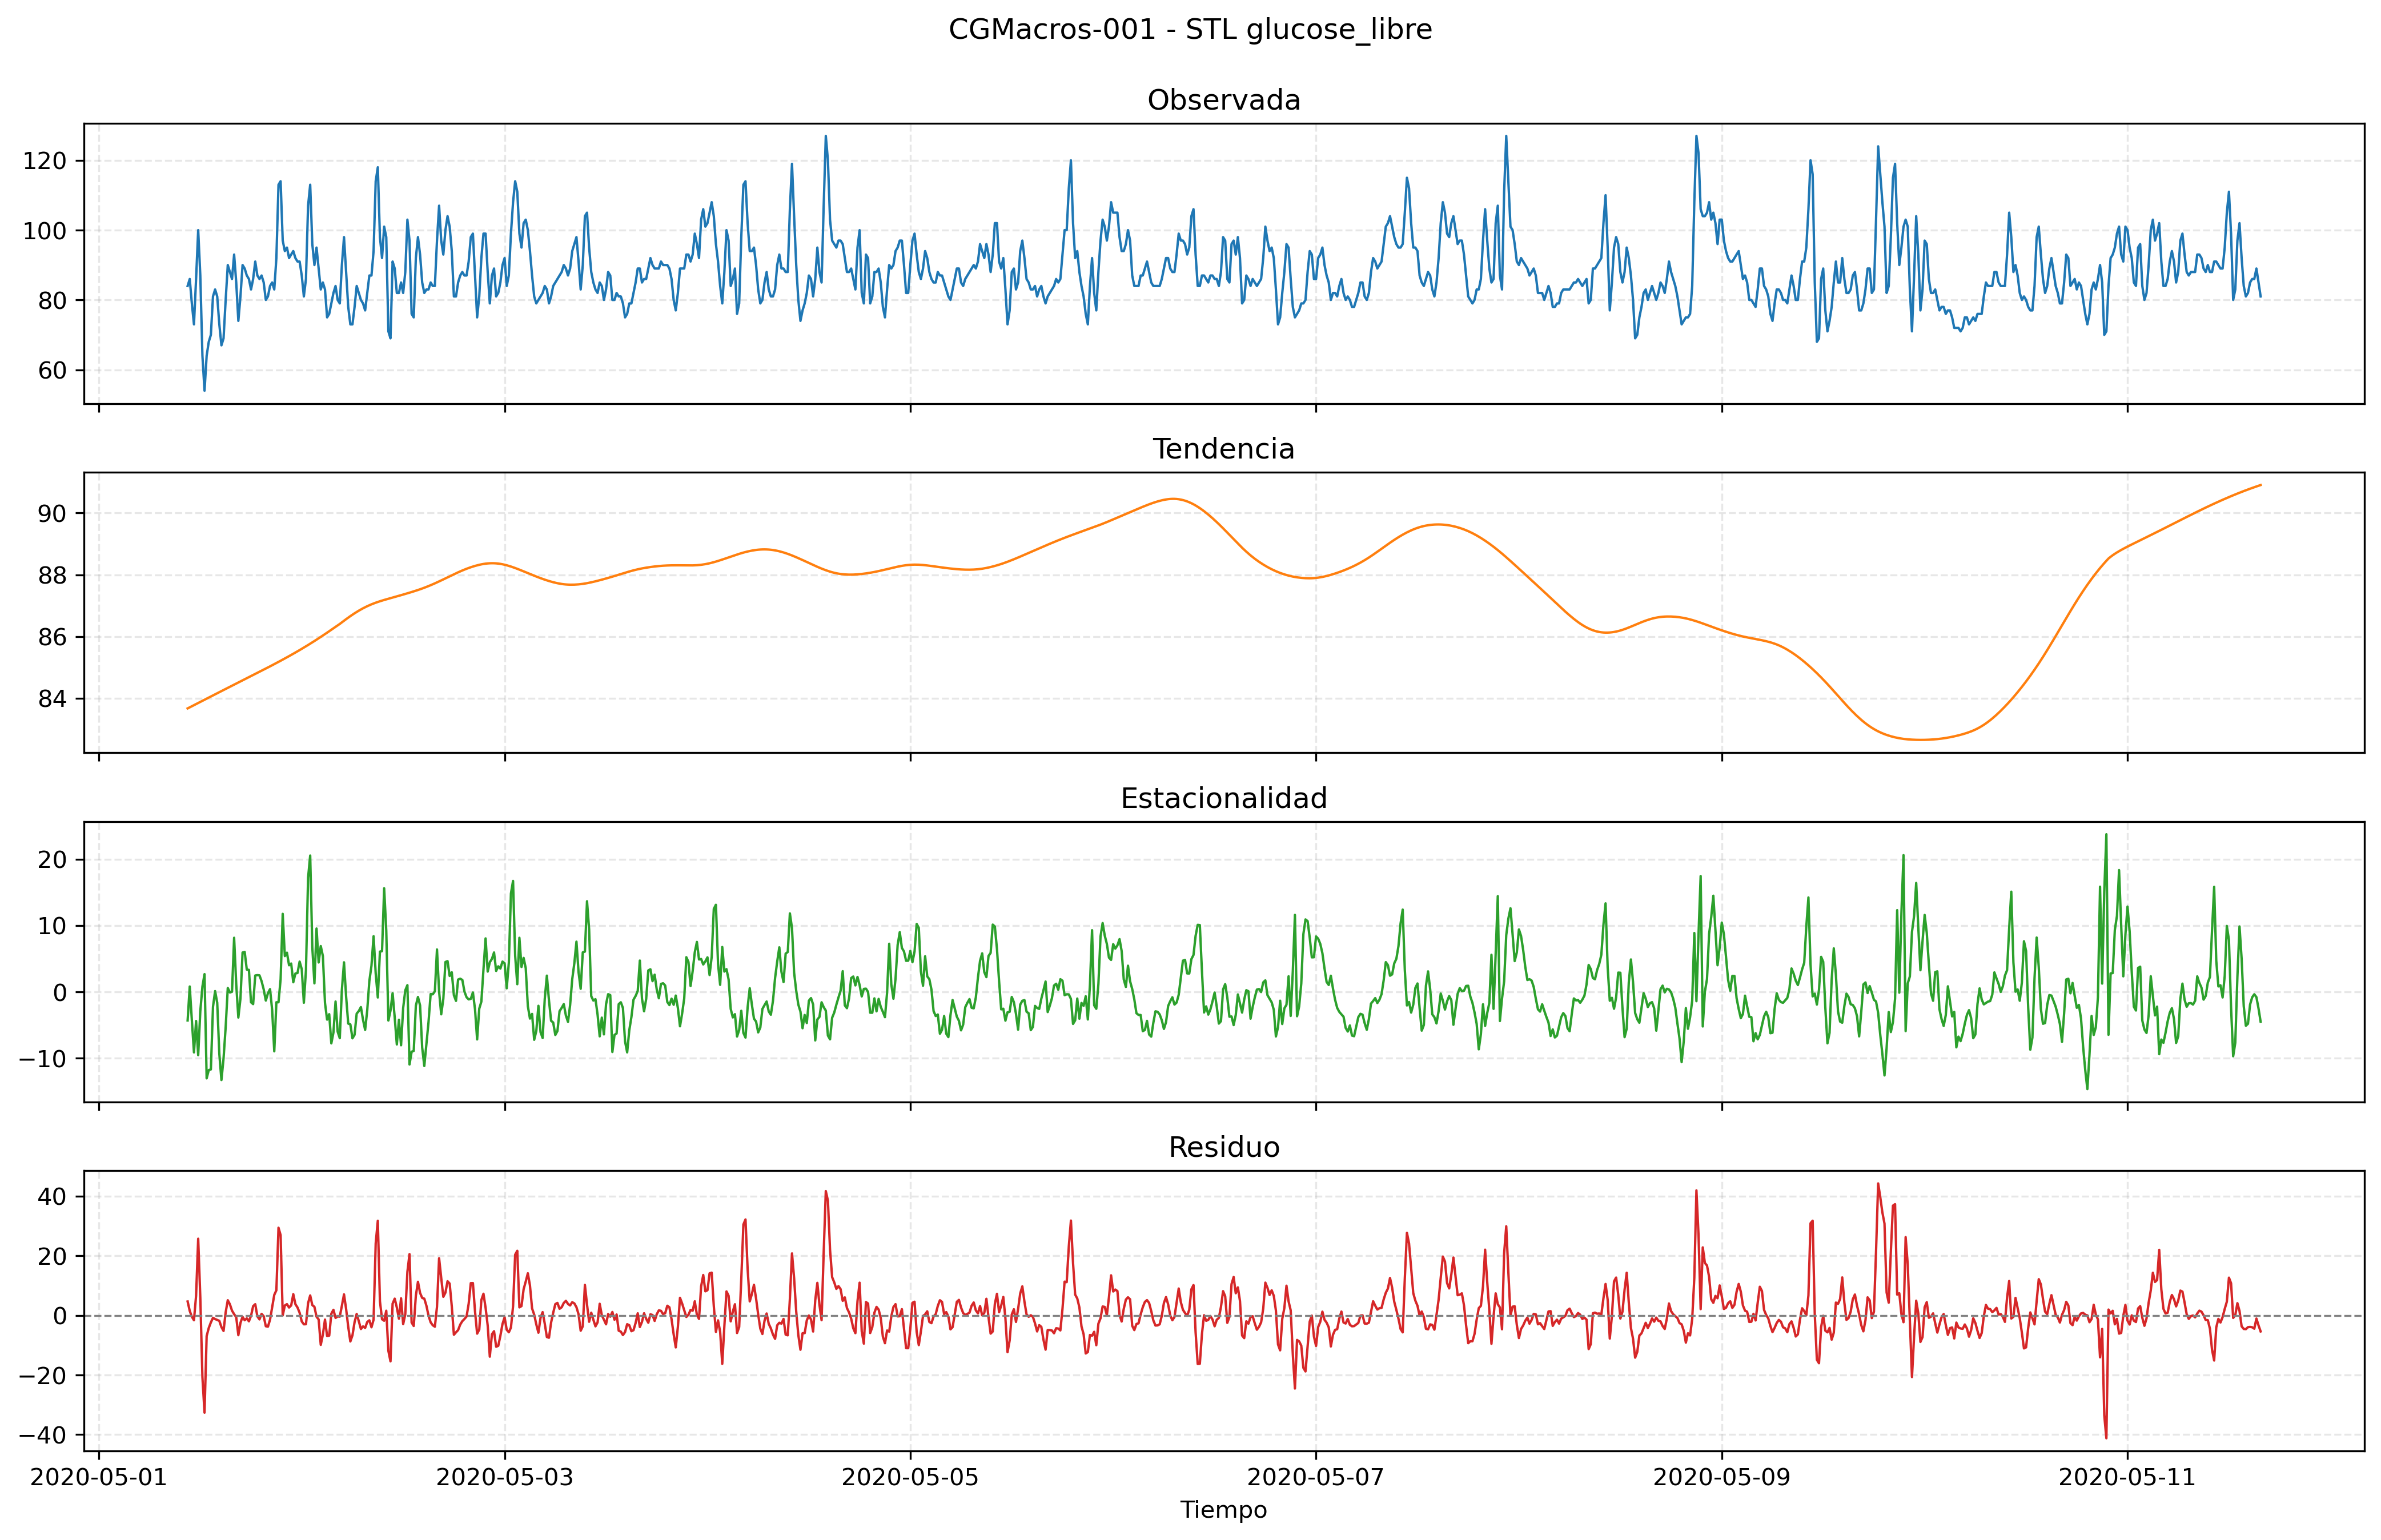 CGMacros-001 - STL glucose_libre
Observada
120
100
80
60
Tendencia
90
88
86
84
Estacionalidad
20
10
0
−10
Residuo
40
20
0
−20
−40
2020-05-01 2020-05-03 2020-05-05 2020-05-07 2020-05-09 2020-05-11
Tiempo